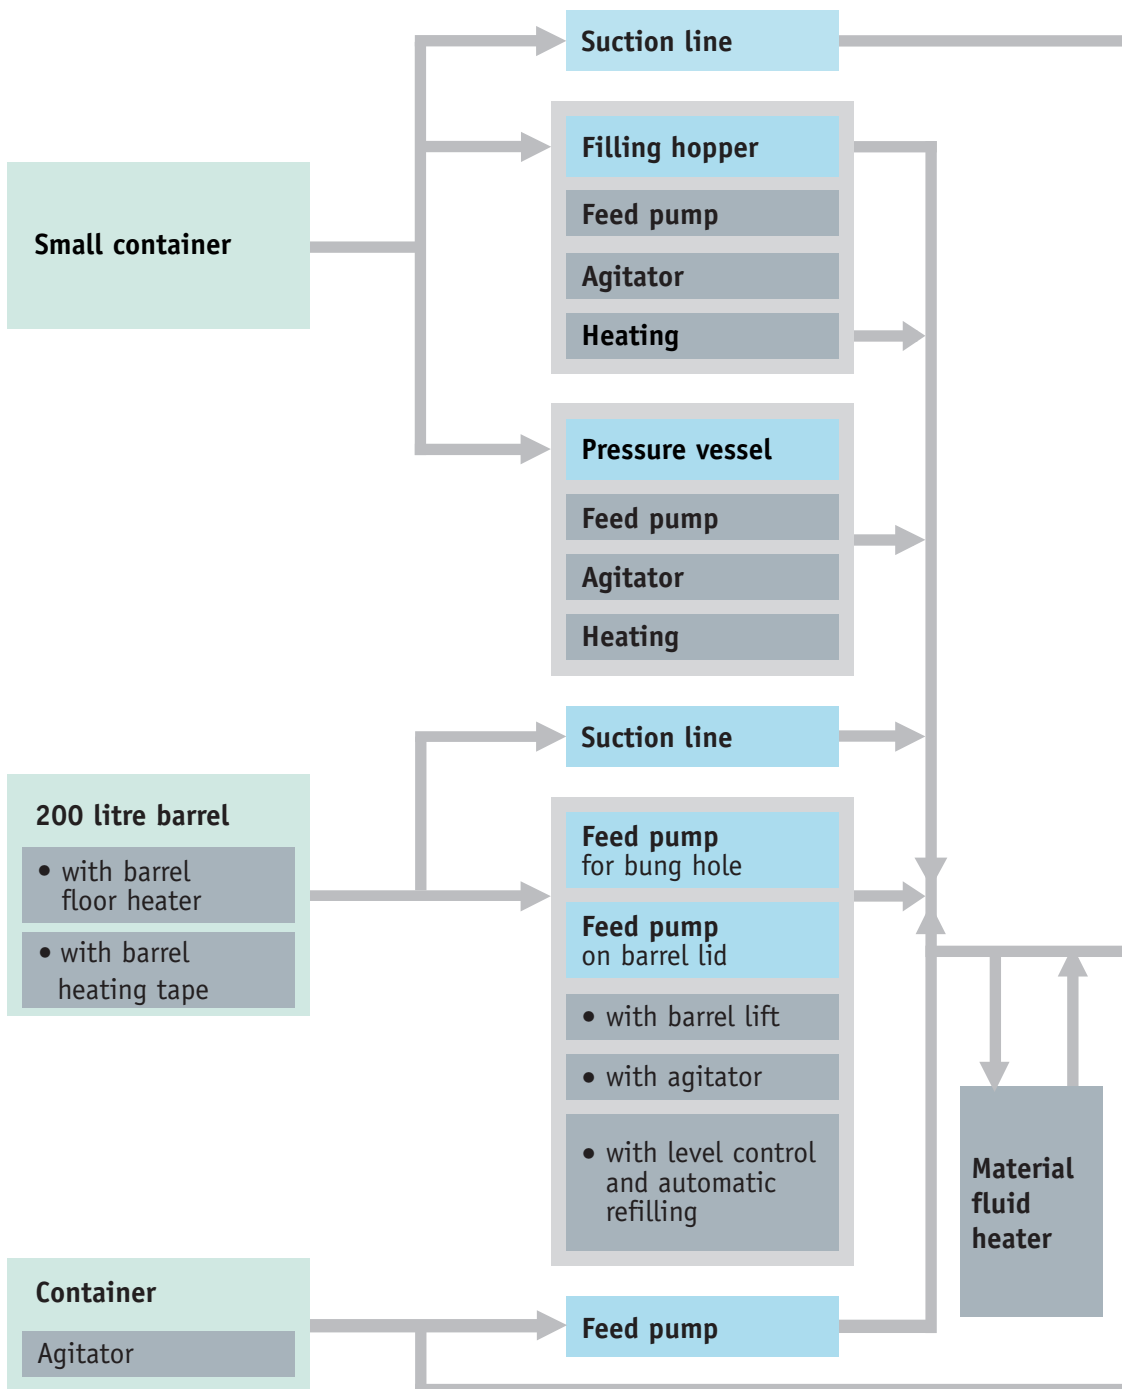 Suction line
Filling hopper
Feed pump
Agitator
Heating
Small container
Pressure vessel
Feed pump
Agitator
Heating
Suction line
200 litre barrel
• with barrel
floor heater
• with barrel
heating tape
Feed pump
for bung hole
Feed pump
on barrel lid
• with barrel lift
• with agitator
• with level control
and automatic
refilling
Material
fluid
heater
Container
Agitator
Feed pump